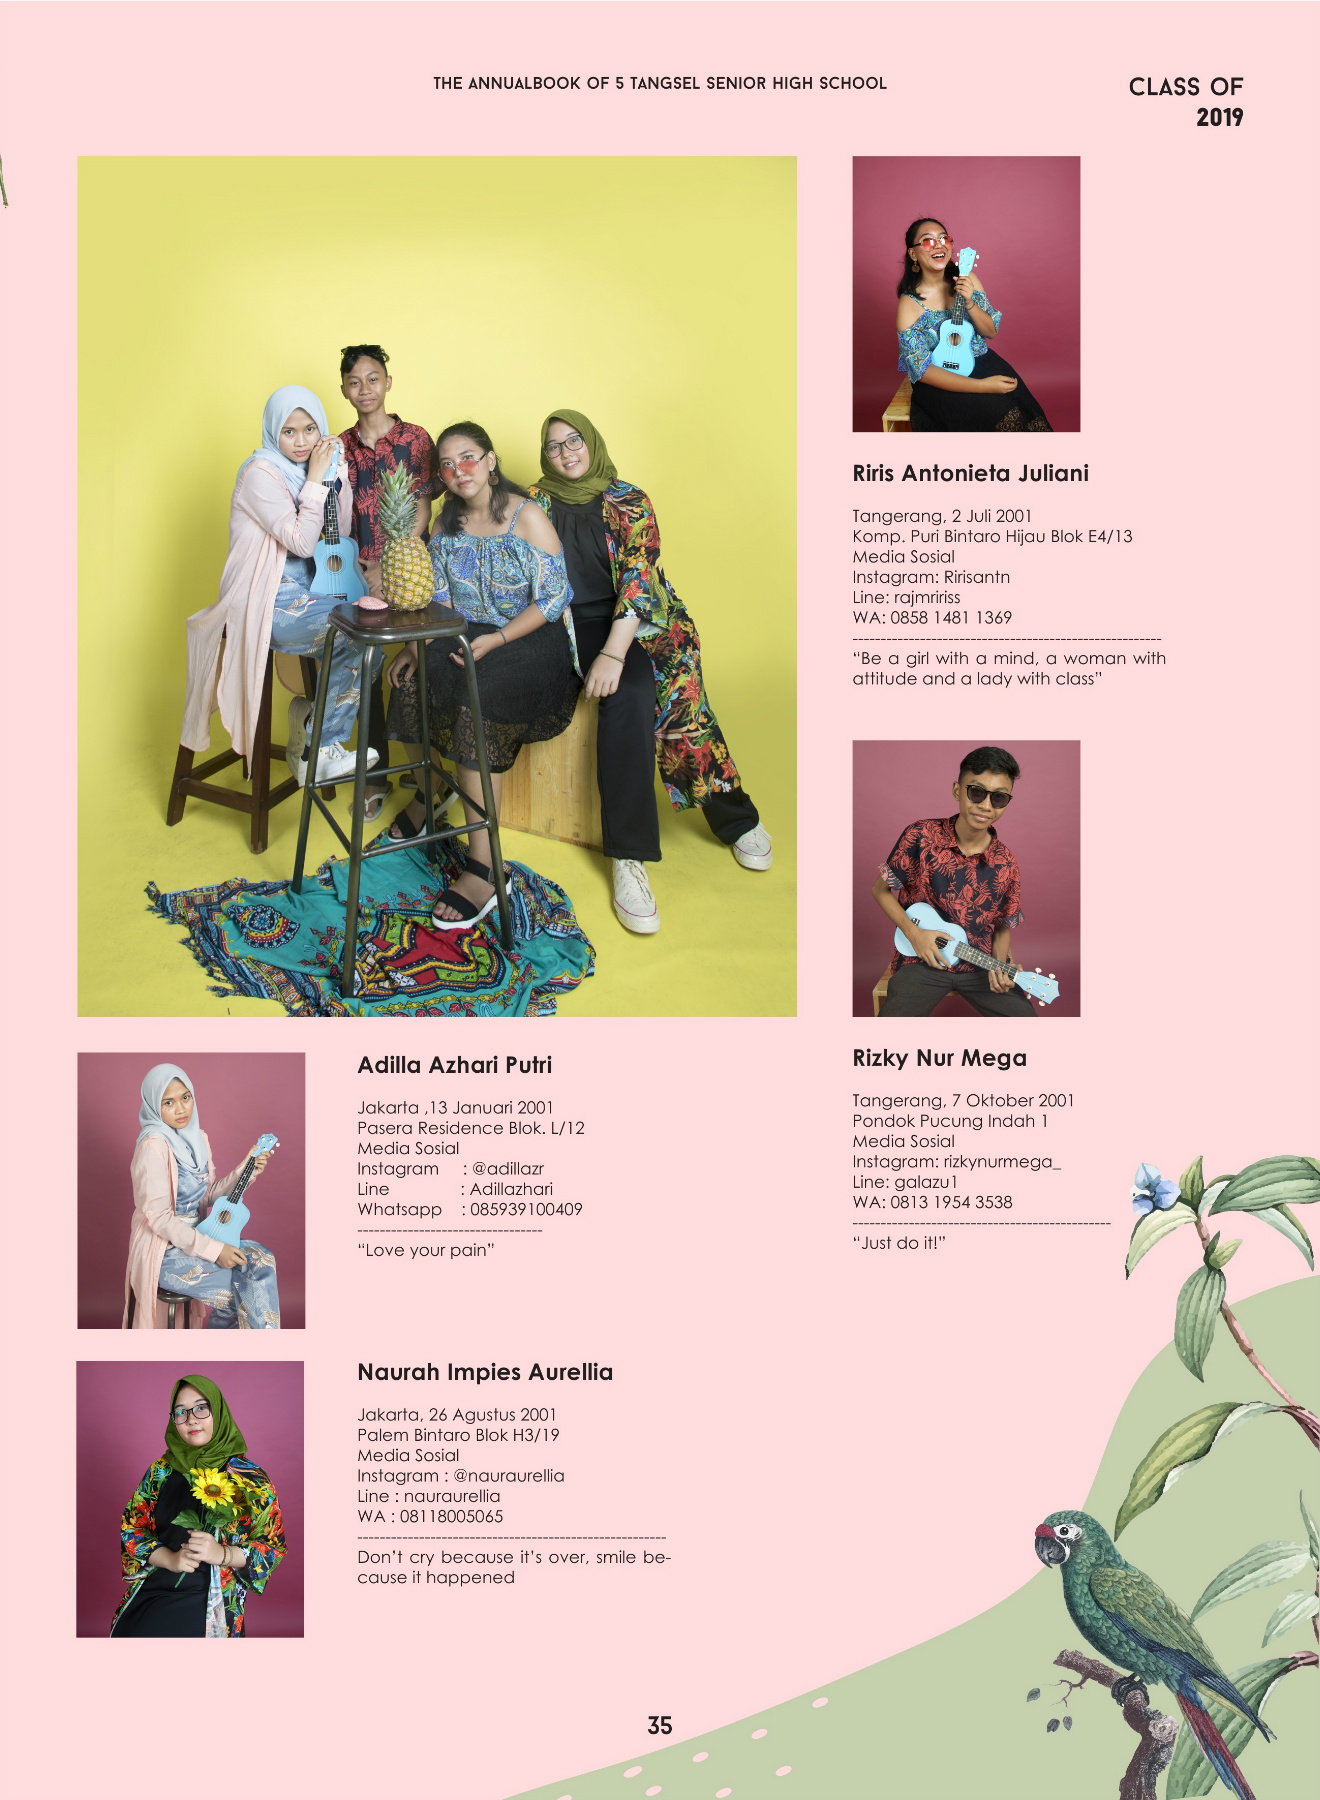 THE ANNUALBOOK OF 5 TANGSEL SENIOR HIGH SCHOOL
CLASS OF
2019
Riris Antonieta Juliani
Tangerang, 2 Juli 2001
Komp. Puri Bintaro Hijau Blok E4/13
Media Sosial
Instagram: Ririsantn
Line: rajmririss
WA: 0858 1481 1369
--------------------------------------------------------
“Be a girl with a mind, a woman with
attitude and a lady with class”
Rizky Nur Mega
Tangerang, 7 Oktober 2001
Pondok Pucung Indah 1
Media Sosial
Instagram: rizkynurmega_
Line: galazu1
WA: 0813 1954 3538
-----------------------------------------------
“Just do it!”
Adilla Azhari Putri
Jakarta ,13 Januari 2001
Pasera Residence Blok. L/12
Media Sosial
Instagram : @adillazr
Line : Adillazhari
Whatsapp : 085939100409
---------------------------------
“Love your pain”
Naurah Impies Aurellia
Jakarta, 26 Agustus 2001
Palem Bintaro Blok H3/19
Media Sosial
Instagram : @nauraurellia
Line : nauraurellia
WA : 08118005065
--------------------------------------------------------
Don’t cry because it’s over, smile be-
cause it happened
35